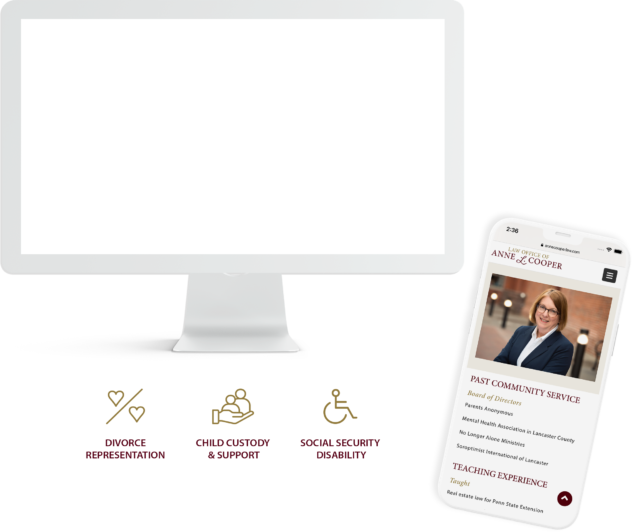 2:36
annecooperlaw.com
LAW OFFICE OF
ANNE L. COOPER
PAST COMMUNITY SERVICE
Board of Directors
Parents Anonymous
Mental Health Association in Lancaster County
No Longer Alone Ministries
Soroptimist International of Lancaster
TEACHING EXPERIENCE
Taught
Real estate law for Penn State Extension
DIVORCE
REPRESENTATION
CHILD CUSTODY
& SUPPORT
SOCIAL SECURITY
DISABILITY